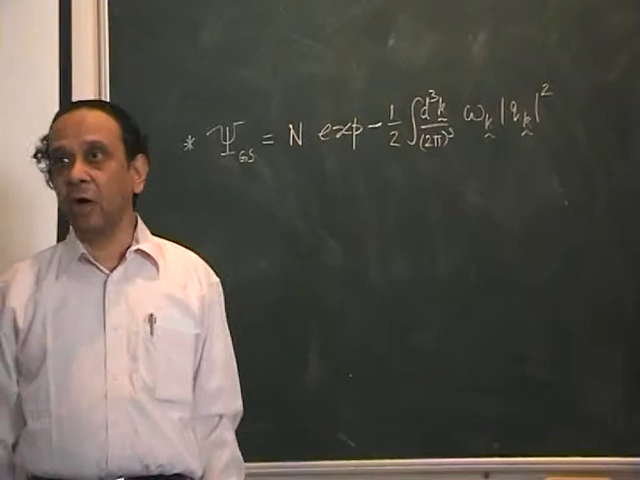 * Ψ_GS = N exp - 1/2 ∫ d³k/(2π)³ ω_k |q_k|²